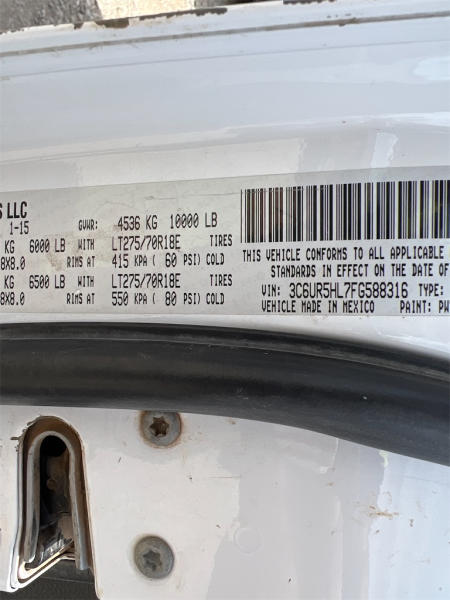 S LLC
1-15 GVWR: 4536 KG 10000 LB
KG 6000 LB WITH LT275/70R18E TIRES
8X8.0 RIMS AT 415 KPA ( 60 PSI) COLD
KG 6500 LB WITH LT275/70R18E TIRES
8X8.0 RIMS AT 550 KPA ( 80 PSI) COLD
THIS VEHICLE CONFORMS TO ALL APPLICABLE
STANDARDS IN EFFECT ON THE DATE O
VIN: 3C6UR5HL7FG588316 TYPE:
VEHICLE MADE IN MEXICO PAINT: PW